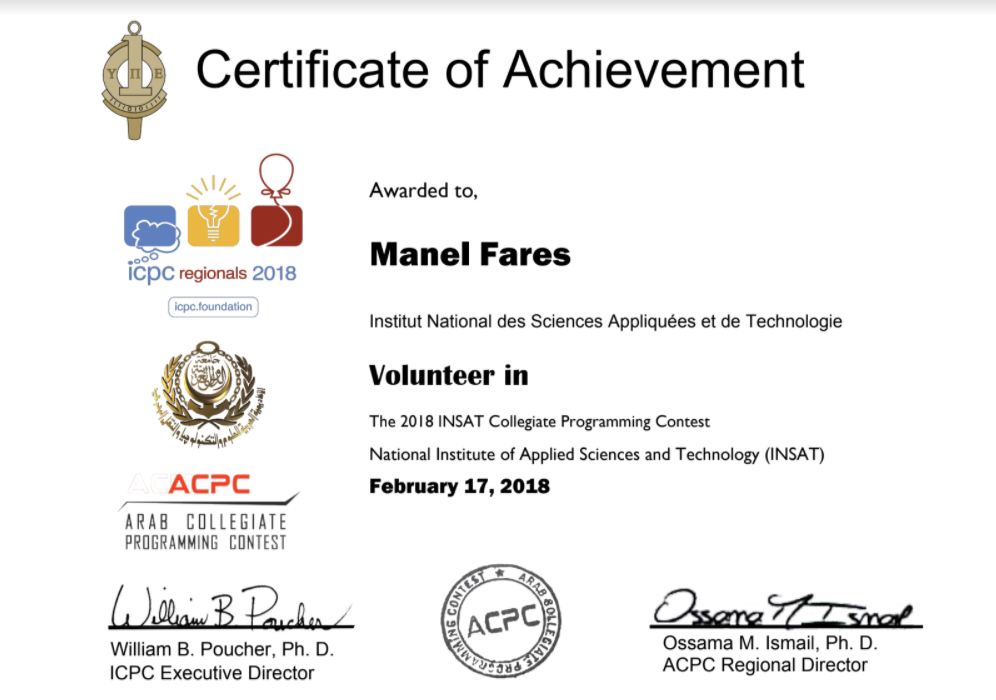 Υ Π Ε
Certificate of Achievement
icpc regionals 2018
icpc.foundation
ACPC
ARAB COLLEGIATE
PROGRAMMING CONTEST
Awarded to,
Manel Fares
Institut National des Sciences Appliquées et de Technologie
Volunteer in
The 2018 INSAT Collegiate Programming Contest
National Institute of Applied Sciences and Technology (INSAT)
February 17, 2018
William B Poucher
William B. Poucher, Ph. D.
ICPC Executive Director
ARAB COLLEGIATE PROGRAMMING CONTEST
ACPC
Ossama M Ismail
Ossama M. Ismail, Ph. D.
ACPC Regional Director